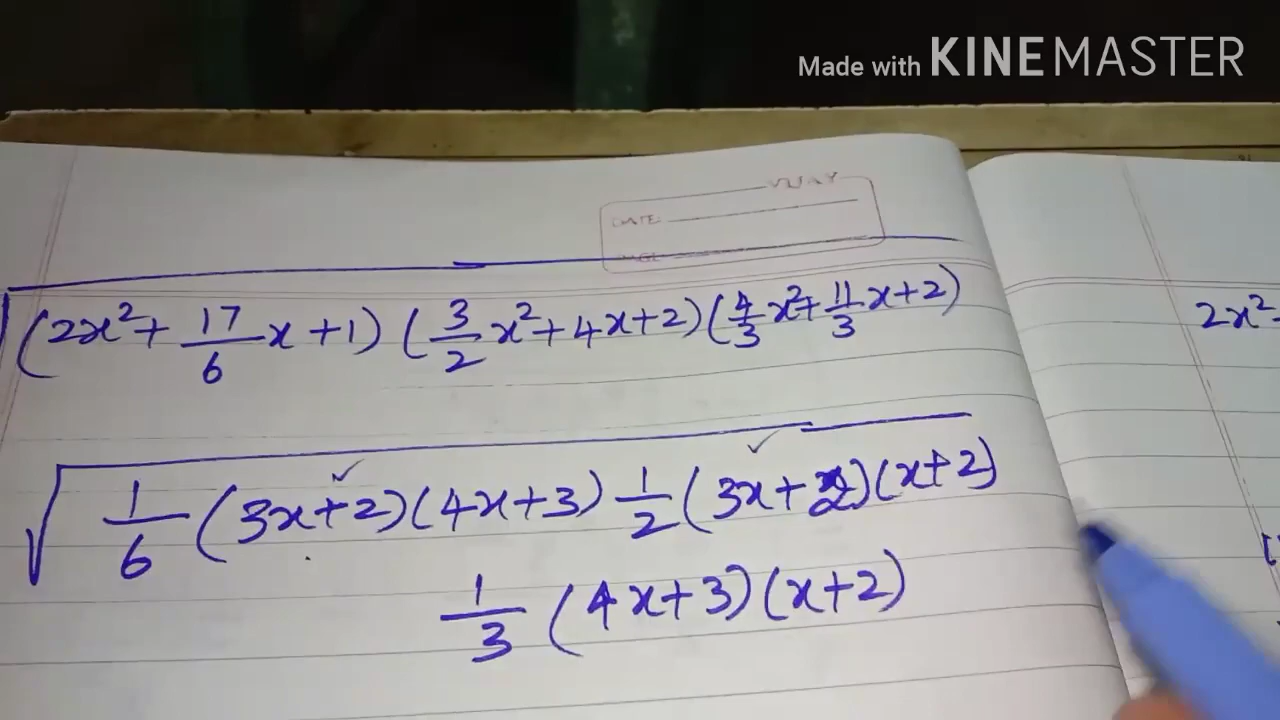 Made with KINEMASTER
VIJAY
DATE:
√(2x² + 17/6 x + 1) (3/2 x² + 4x + 2) (4/3 x² + 11/3 x + 2)
2x² -
√ 1/6 (3x + 2)(4x + 3) 1/2 (3x + 2)(x + 2)
1/3 (4x + 3)(x + 2)